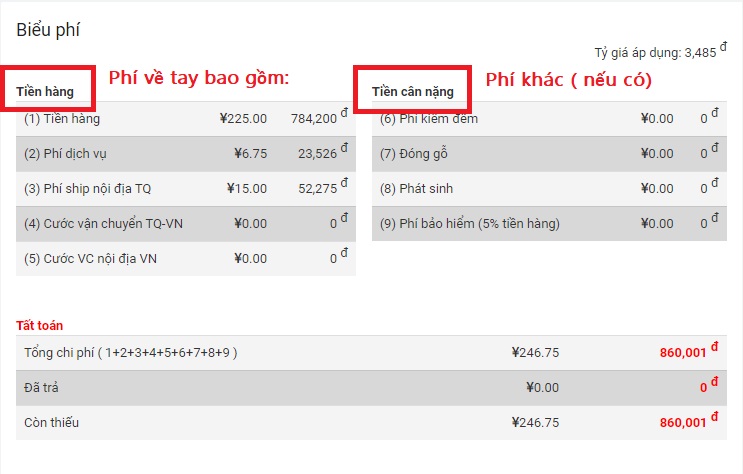 Biểu phí
Tỷ giá áp dụng: 3,485 đ
Phí về tay bao gồm:
Phí khác ( nếu có)
Tiền hàng
(1) Tiền hàng ¥225.00 784,200 đ
(2) Phí dịch vụ ¥6.75 23,526 đ
(3) Phí ship nội địa TQ ¥15.00 52,275 đ
(4) Cước vận chuyển TQ-VN ¥0.00 0 đ
(5) Cước VC nội địa VN ¥0.00 0 đ
Tiền cân nặng
(6) Phí kiểm đếm ¥0.00 0 đ
(7) Đóng gỗ ¥0.00 0 đ
(8) Phát sinh ¥0.00 0 đ
(9) Phí bảo hiểm (5% tiền hàng) ¥0.00 0 đ
Tất toán
Tổng chi phí ( 1+2+3+4+5+6+7+8+9 ) ¥246.75 860,001 đ
Đã trả ¥0.00 0 đ
Còn thiếu ¥246.75 860,001 đ